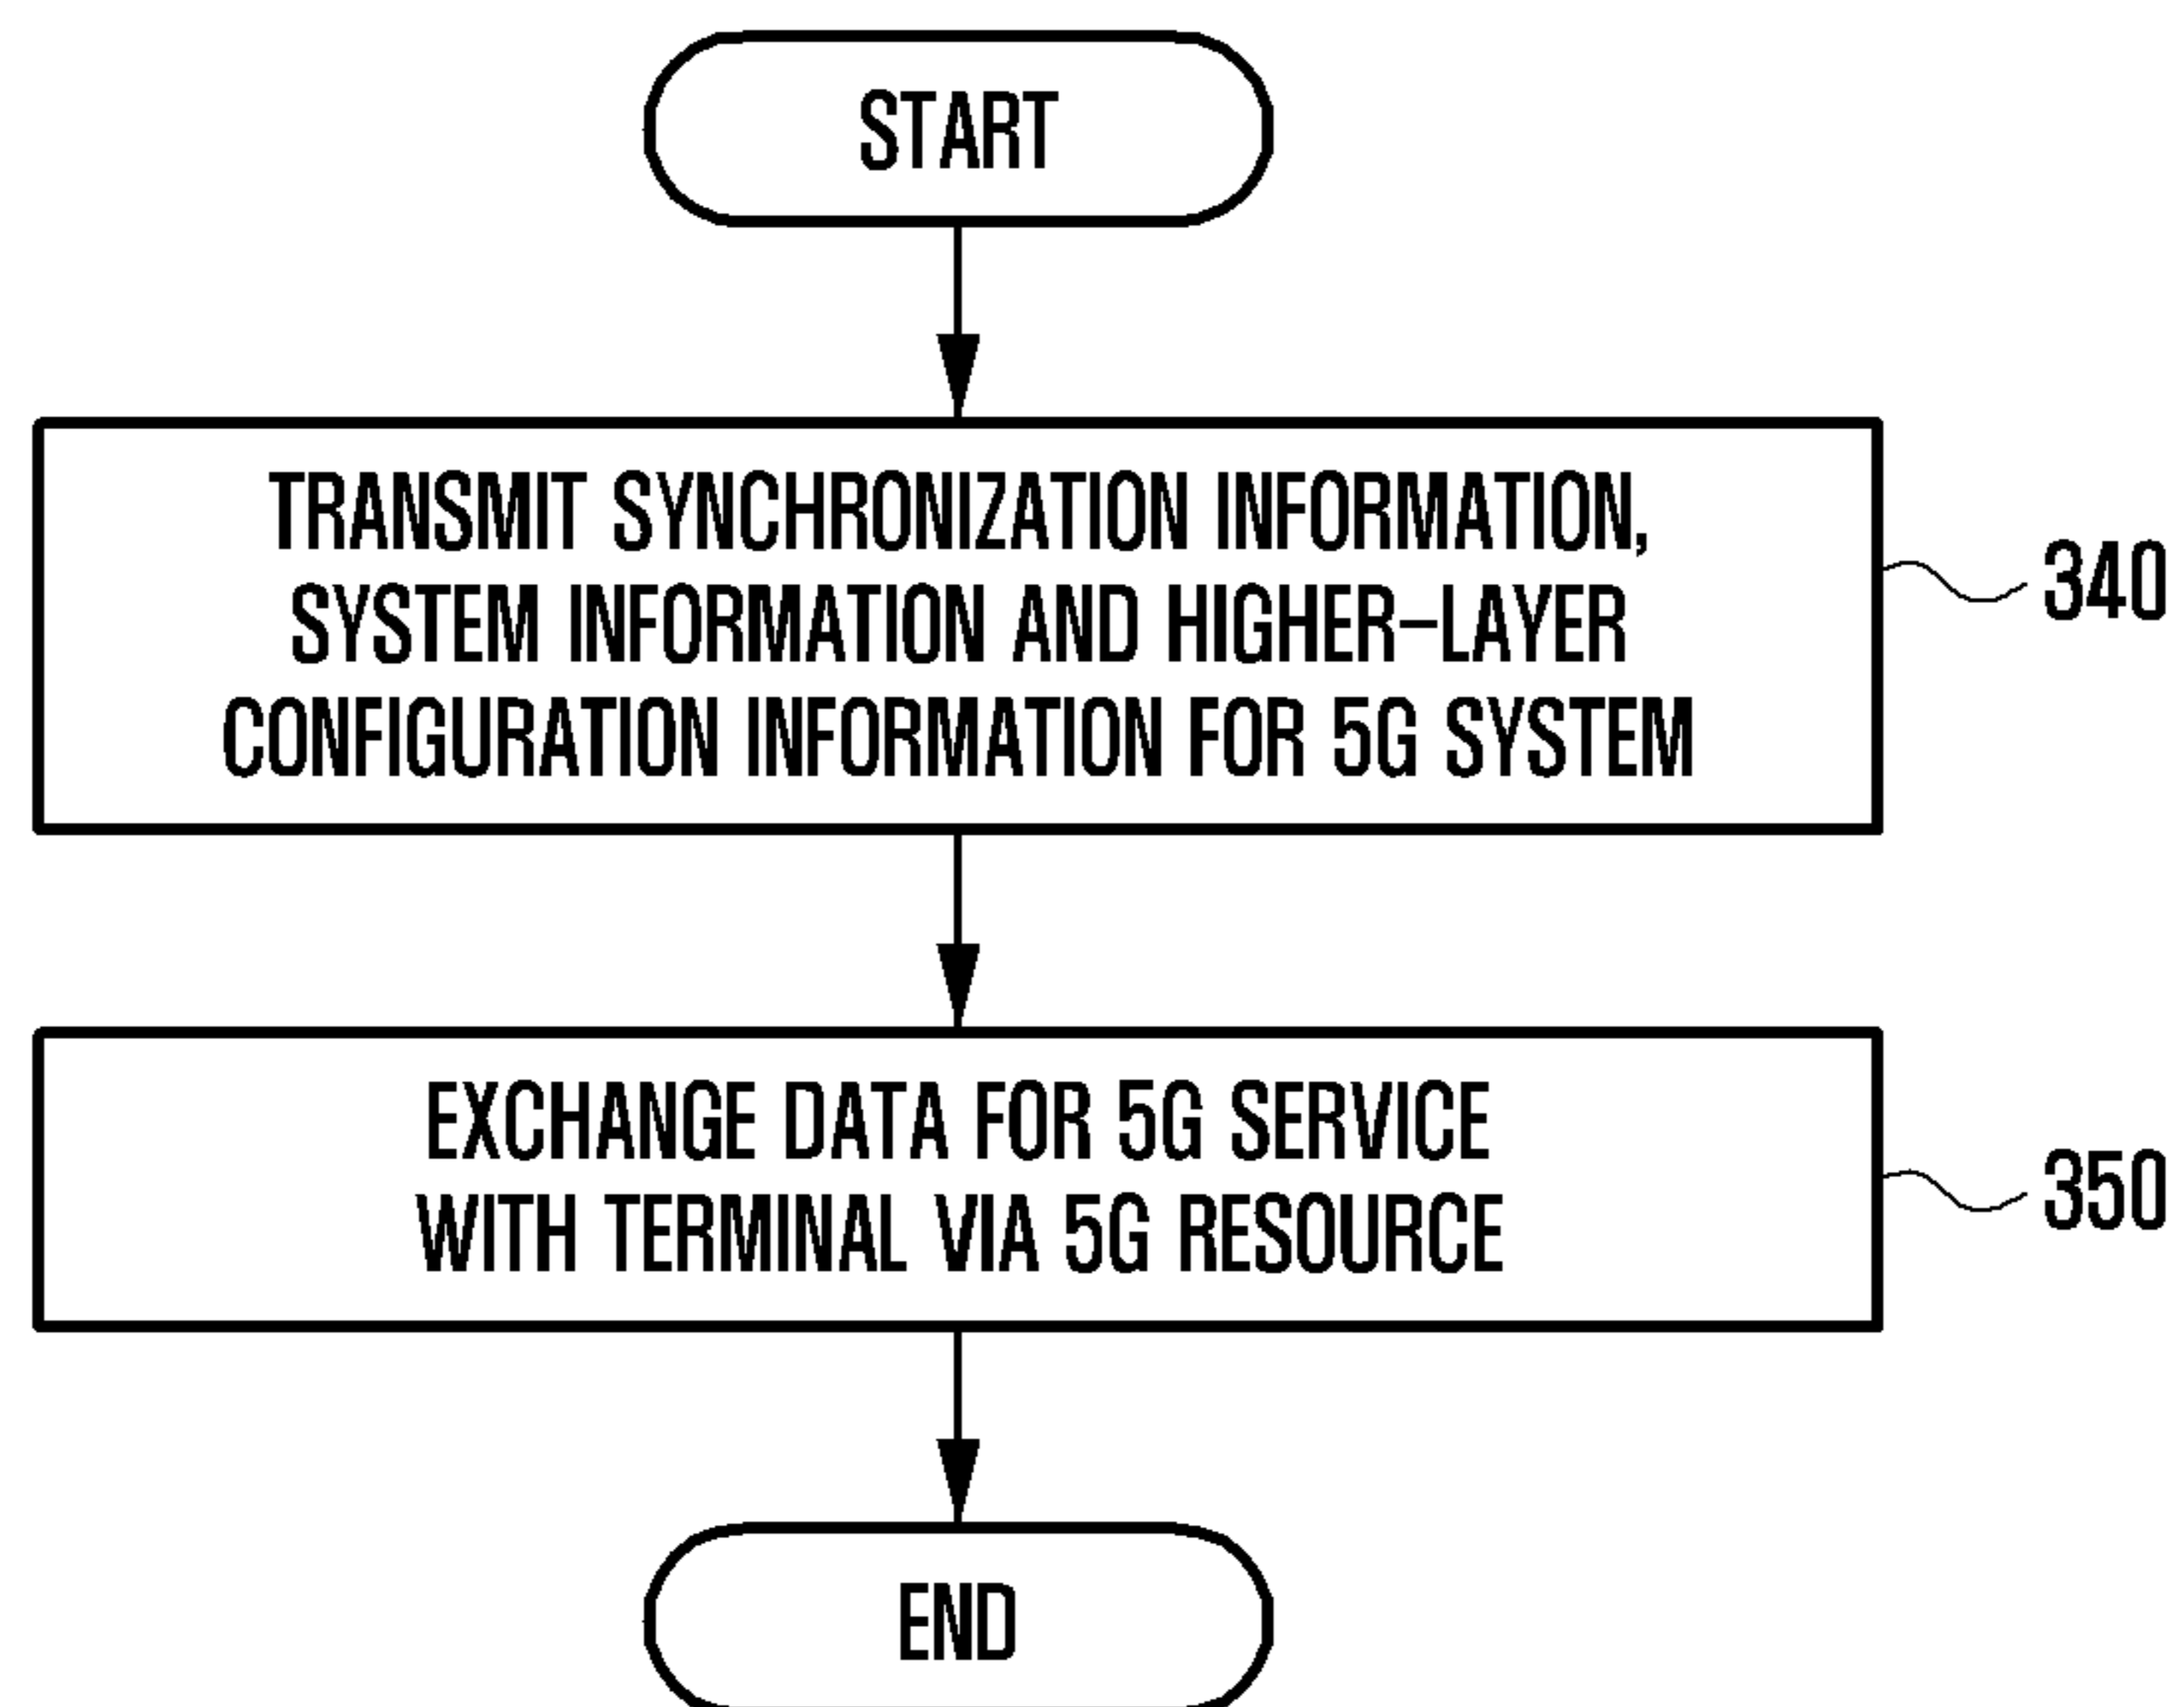 START
TRANSMIT SYNCHRONIZATION INFORMATION,
SYSTEM INFORMATION AND HIGHER-LAYER
CONFIGURATION INFORMATION FOR 5G SYSTEM
340
EXCHANGE DATA FOR 5G SERVICE
WITH TERMINAL VIA 5G RESOURCE
350
END